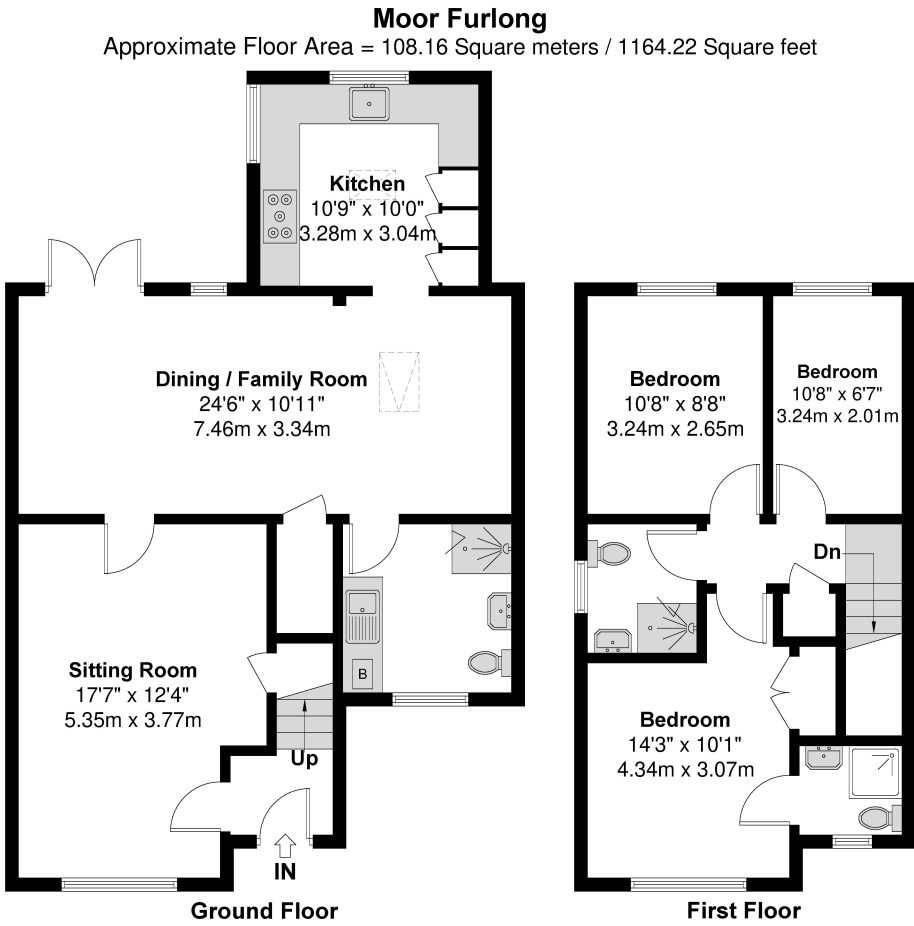 Moor Furlong
Approximate Floor Area = 108.16 Square meters / 1164.22 Square feet
Kitchen
10'9" x 10'0"
3.28m x 3.04m
Dining / Family Room
24'6" x 10'11"
7.46m x 3.34m
Sitting Room
17'7" x 12'4"
5.35m x 3.77m
B
Up
IN
Ground Floor
Bedroom
10'8" x 8'8"
3.24m x 2.65m
Bedroom
10'8" x 6'7"
3.24m x 2.01m
Dn
Bedroom
14'3" x 10'1"
4.34m x 3.07m
First Floor